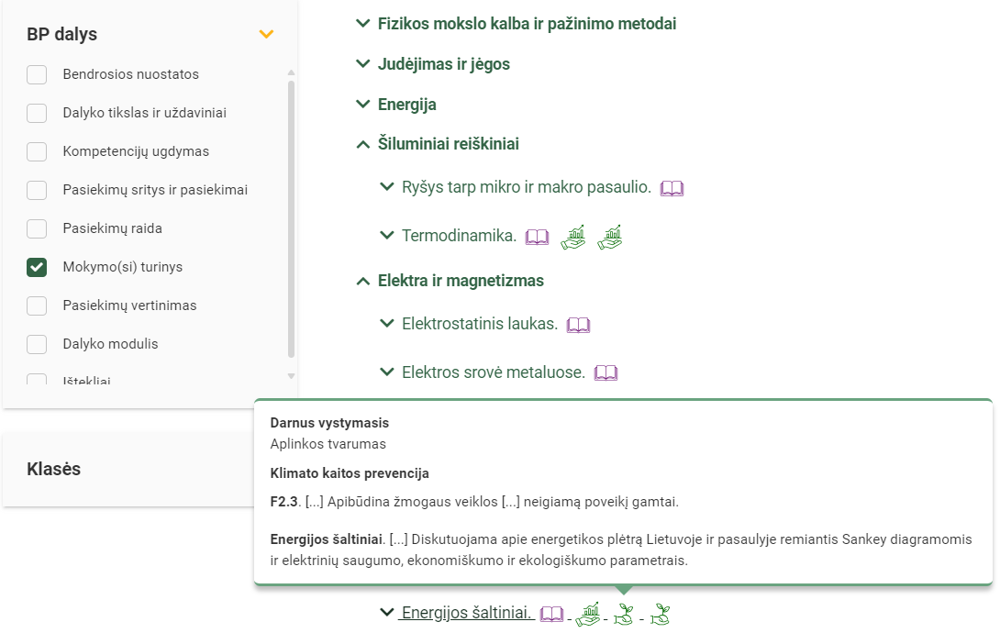 BP dalys
Bendrosios nuostatos
Dalyko tikslas ir uždaviniai
Kompetencijų ugdymas
Pasiekimų sritys ir pasiekimai
Pasiekimų raida
Mokymo(si) turinys
Pasiekimų vertinimas
Dalyko modulis
Ištekliai
Klasės
Fizikos mokslo kalba ir pažinimo metodai
Judėjimas ir jėgos
Energija
Šiluminiai reiškiniai
Ryšys tarp mikro ir makro pasaulio.
Termodinamika.
Elektra ir magnetizmas
Elektrostatinis laukas.
Elektros srovė metaluose.
Darnus vystymasis
Aplinkos tvarumas
Klimato kaitos prevencija
F2.3. [...] Apibūdina žmogaus veiklos [...] neigiamą poveikį gamtai.
Energijos šaltiniai. [...] Diskutuojama apie energetikos plėtrą Lietuvoje ir pasaulyje remiantis Sankey diagramomis
ir elektrinių saugumo, ekonomiškumo ir ekologiškumo parametrais.
Energijos šaltiniai.